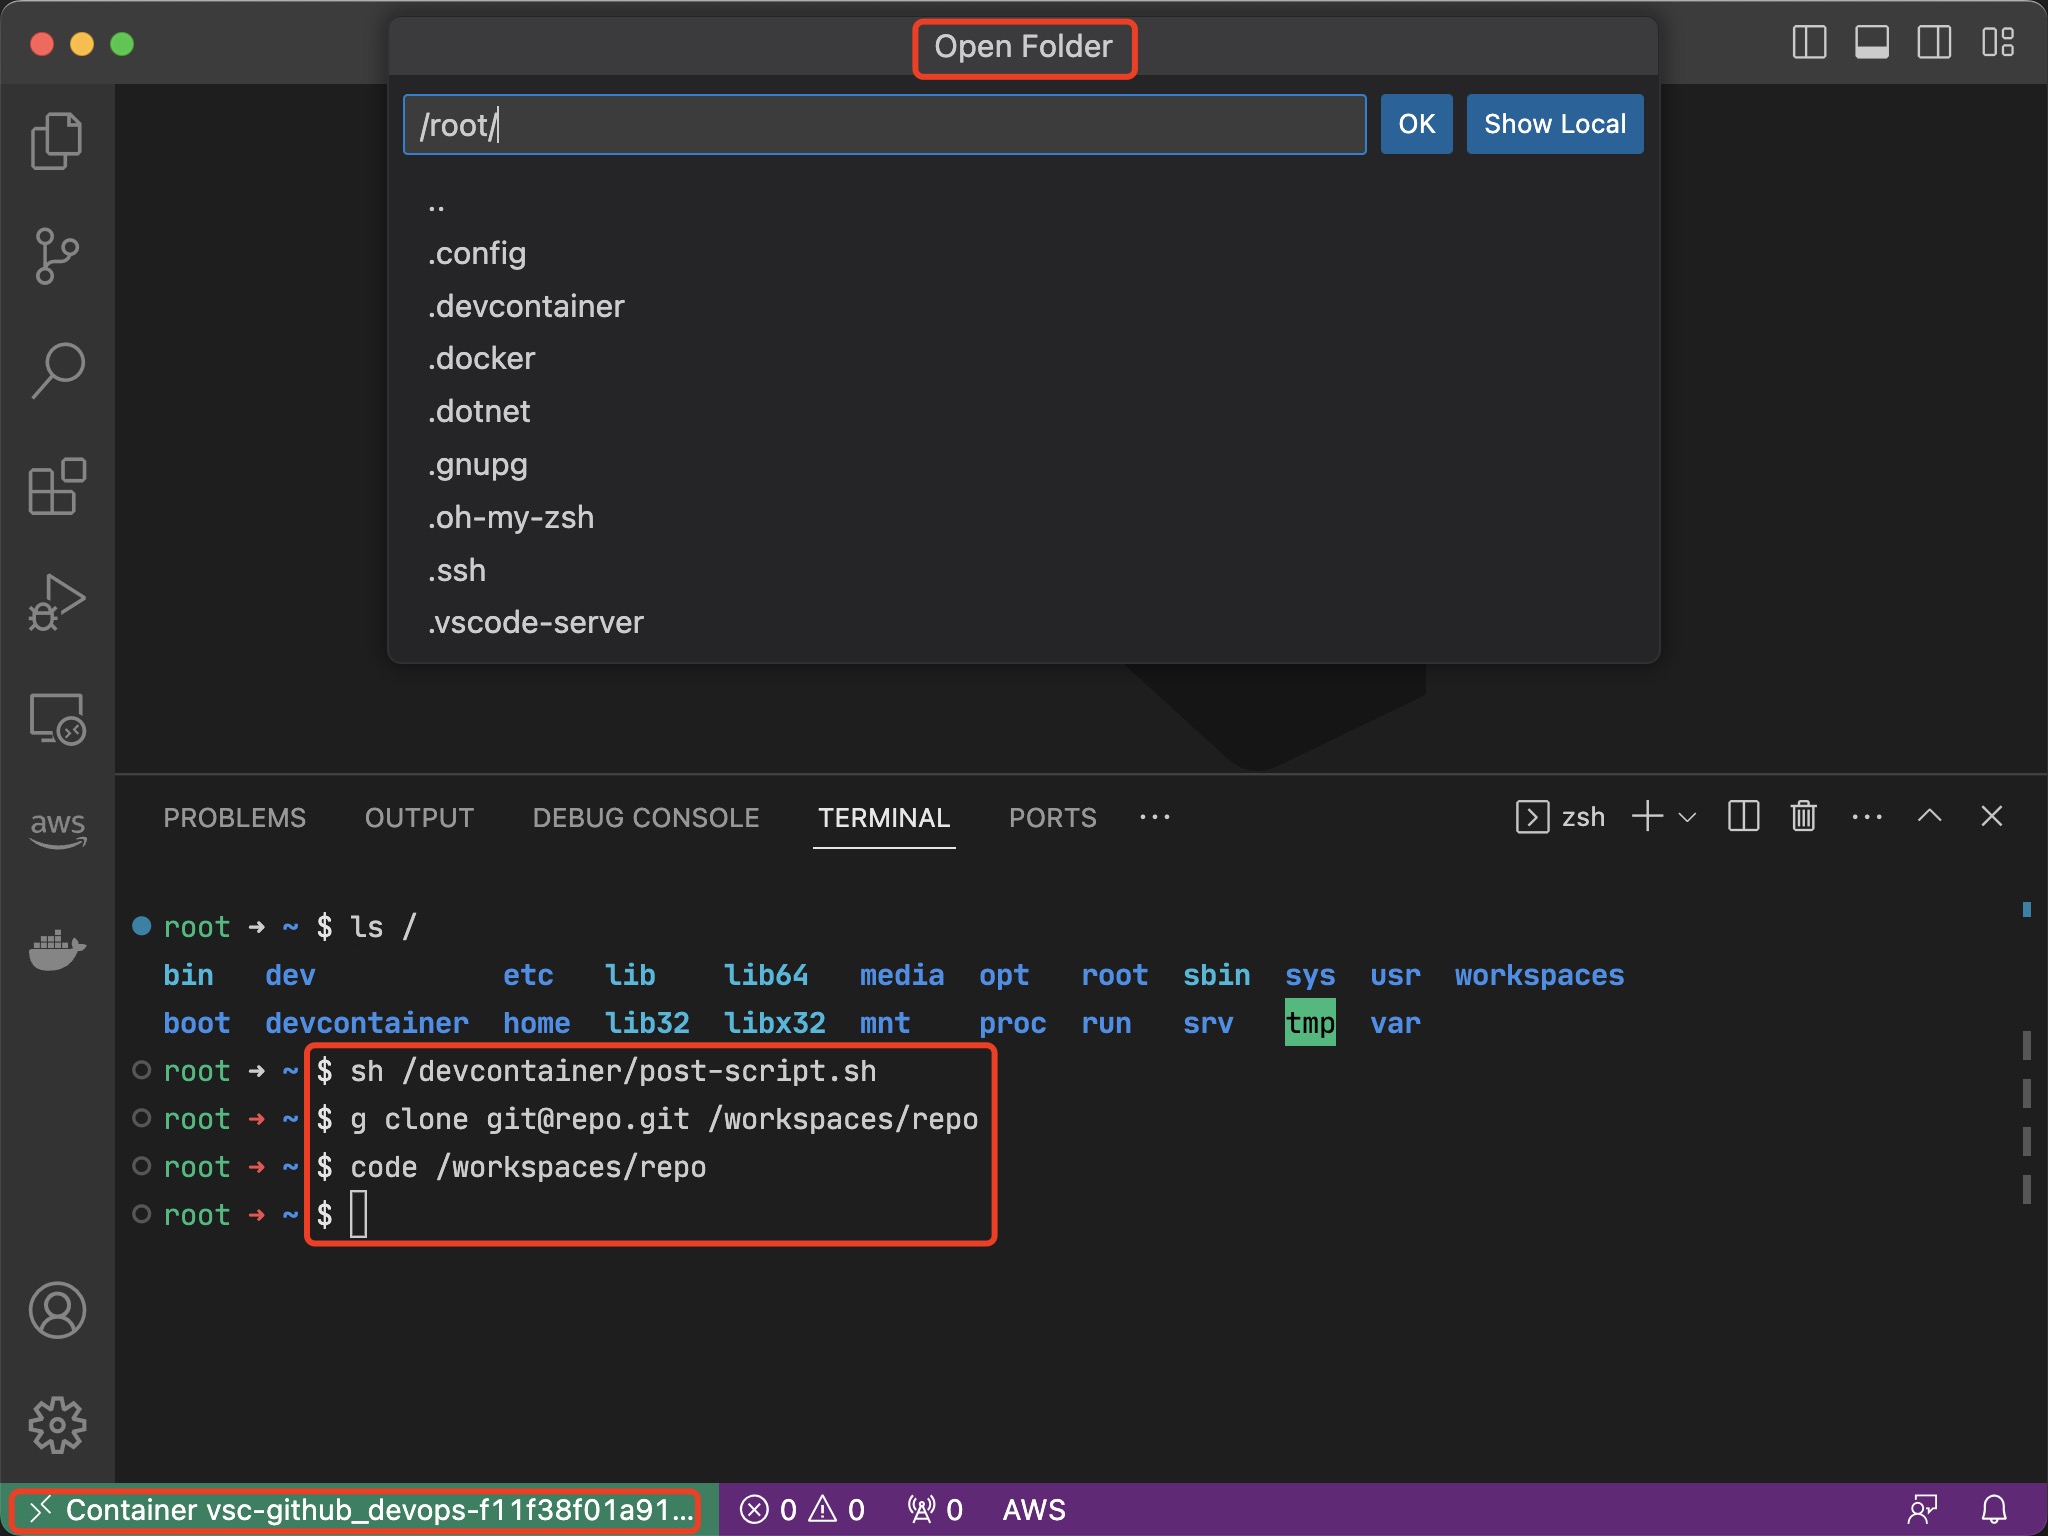 Open Folder
/root/
OK
Show Local
..
.config
.devcontainer
.docker
.dotnet
.gnupg
.oh-my-zsh
.ssh
.vscode-server
aws
PROBLEMS OUTPUT DEBUG CONSOLE TERMINAL PORTS ... zsh
root ➜ ~ $ ls /
bin dev etc lib lib64 media opt root sbin sys usr workspaces
boot devcontainer home lib32 libx32 mnt proc run srv tmp var
root ➜ ~ $ sh /devcontainer/post-script.sh
root ➜ ~ $ g clone git@repo.git /workspaces/repo
root ➜ ~ $ code /workspaces/repo
root ➜ ~ $
Container vsc-github_devops-f11f38f01a91... 0 0 0 AWS